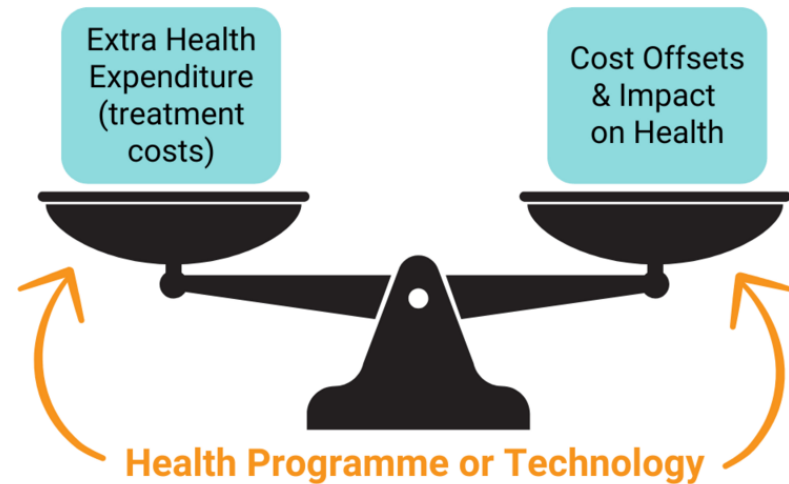 Extra Health
Expenditure
(treatment
costs)
Cost Offsets
& Impact
on Health
Health Programme or Technology